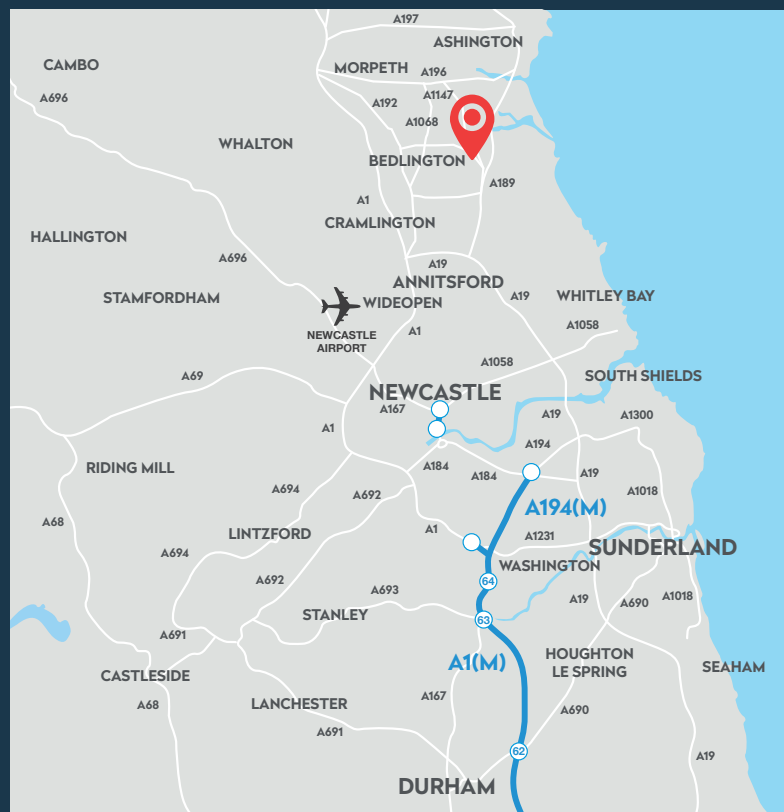 A197
ASHINGTON
CAMBO
MORPETH
A196
A696
A192
A1147
A1068
WHALTON
BEDLINGTON
A189
A1
CRAMLINGTON
HALLINGTON
A696
A19
ANNITSFORD
STAMFORDHAM
A19
WHITLEY BAY
WIDEOPEN
A1
A1058
NEWCASTLE
AIRPORT
A1058
A69
SOUTH SHIELDS
NEWCASTLE
A167
A19
A1300
A1
A194
RIDING MILL
A184
A184
A19
A694
A692
A1018
A194(M)
A68
A1
A1231
LINTZFORD
SUNDERLAND
A694
WASHINGTON
A692
64
A693
A19
A690
A1018
STANLEY
63
A691
HOUGHTON
LE SPRING
A1(M)
SEAHAM
CASTLESIDE
A167
LANCHESTER
A68
A690
A691
62
A19
DURHAM